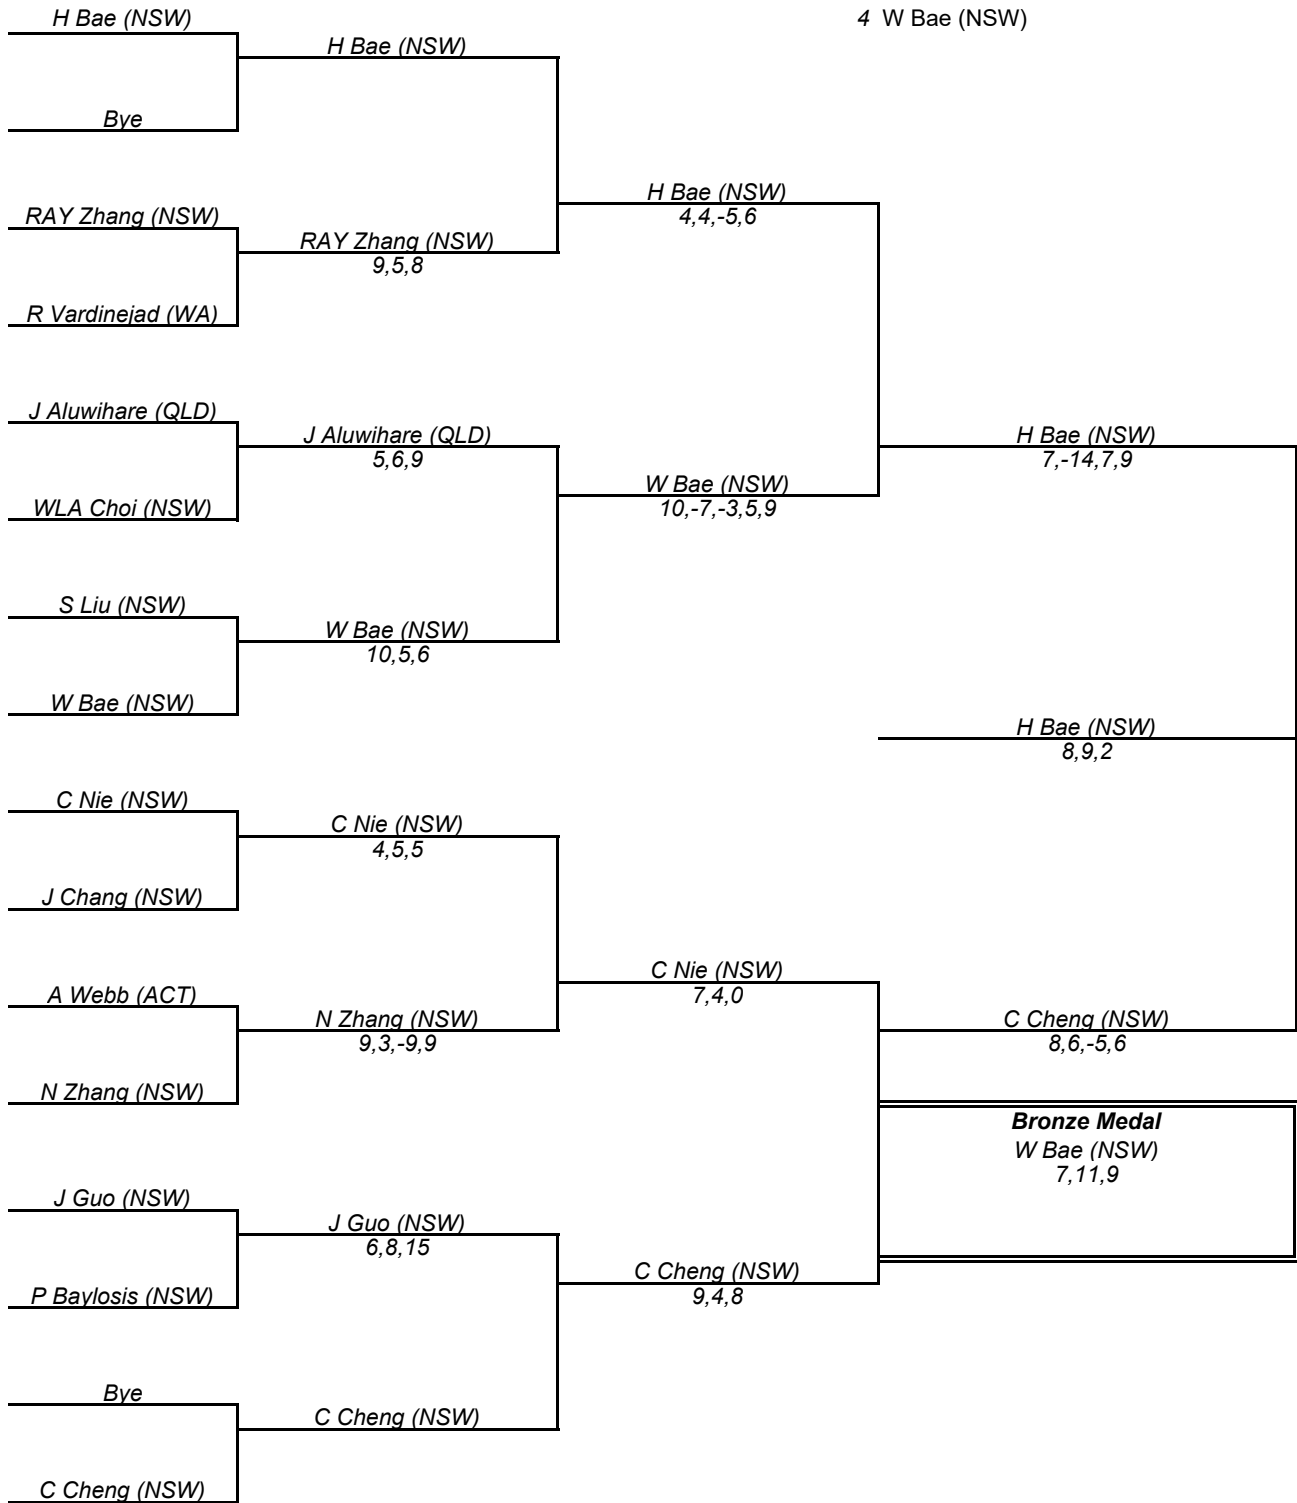 H Bae (NSW)
4 W Bae (NSW)
H Bae (NSW)
Bye
H Bae (NSW)
4,4,-5,6
RAY Zhang (NSW)
RAY Zhang (NSW)
9,5,8
R Vardinejad (WA)
J Aluwihare (QLD)
J Aluwihare (QLD)
5,6,9
H Bae (NSW)
7,-14,7,9
W Bae (NSW)
10,-7,-3,5,9
WLA Choi (NSW)
S Liu (NSW)
W Bae (NSW)
10,5,6
W Bae (NSW)
H Bae (NSW)
8,9,2
C Nie (NSW)
C Nie (NSW)
4,5,5
J Chang (NSW)
C Nie (NSW)
7,4,0
A Webb (ACT)
N Zhang (NSW)
9,3,-9,9
C Cheng (NSW)
8,6,-5,6
N Zhang (NSW)
Bronze Medal
W Bae (NSW)
7,11,9
J Guo (NSW)
J Guo (NSW)
6,8,15
C Cheng (NSW)
9,4,8
P Baylosis (NSW)
Bye
C Cheng (NSW)
C Cheng (NSW)